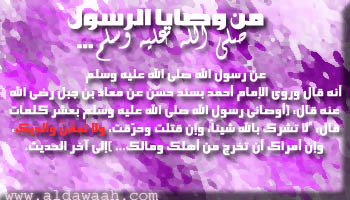 من وصايا الرسول
صلى الله عليه وسلم...
عن رسول الله صلى الله عليه وسلم
أنه قال وروى الإمام أحمد بسند حسن عن معاذ بن جبل رضي الله
عنه قال: (أوصاني رسول الله صلى الله عليه وسلم بعشر كلمات
قال: لا تشرك بالله شيئاً، وإن قتلت وحرقت، ولا تعقن والديك،
وإن أمراك أن تخرج من أهلك ومالك... )إلى آخر الحديث.
www.aldawaah.com